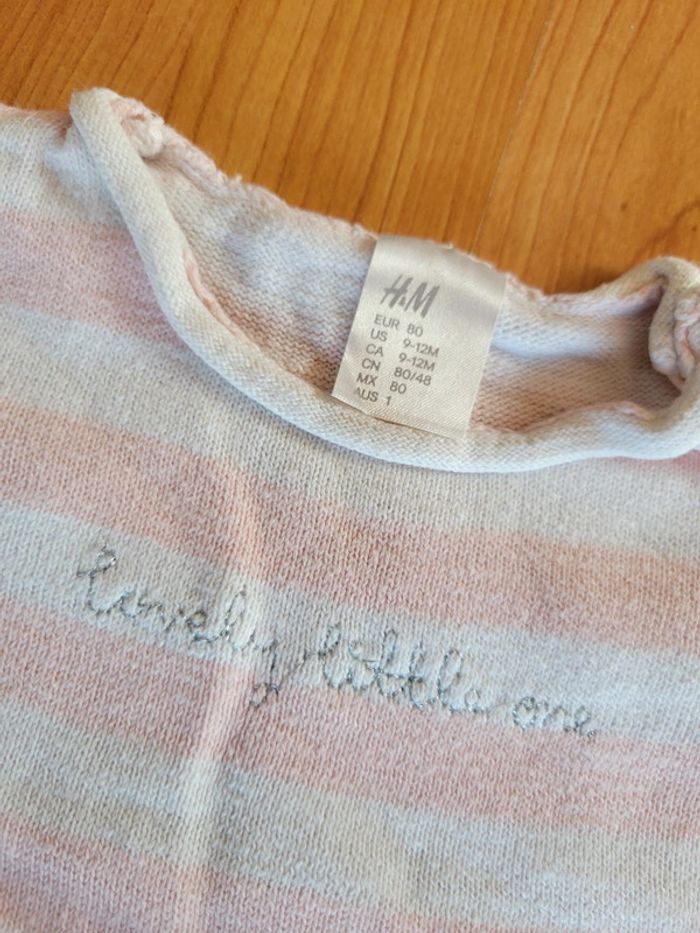 H&M
EUR 80
US 9-12M
CA 9-12M
CN 80/48
MX 80
AUS 1
lovely little one